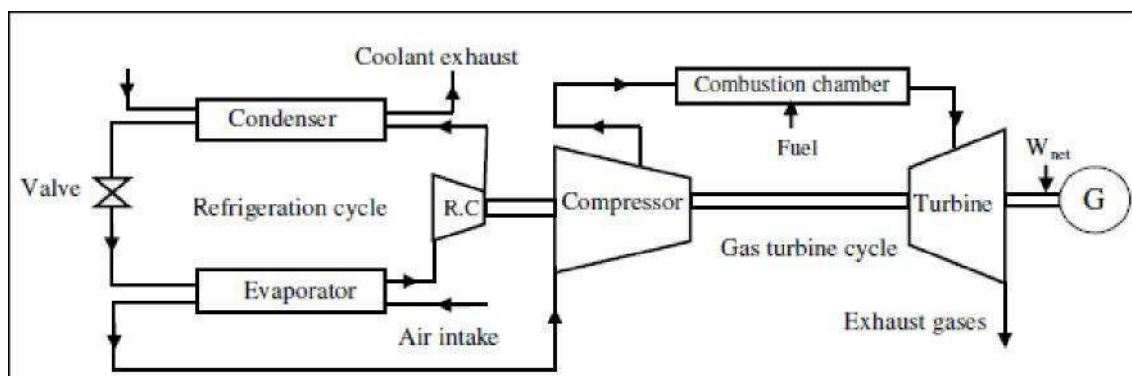 Coolant exhaust
Condenser
Combustion chamber
Fuel
W_net
Valve
Refrigeration cycle
R.C
Compressor
Turbine
G
Gas turbine cycle
Evaporator
Air intake
Exhaust gases